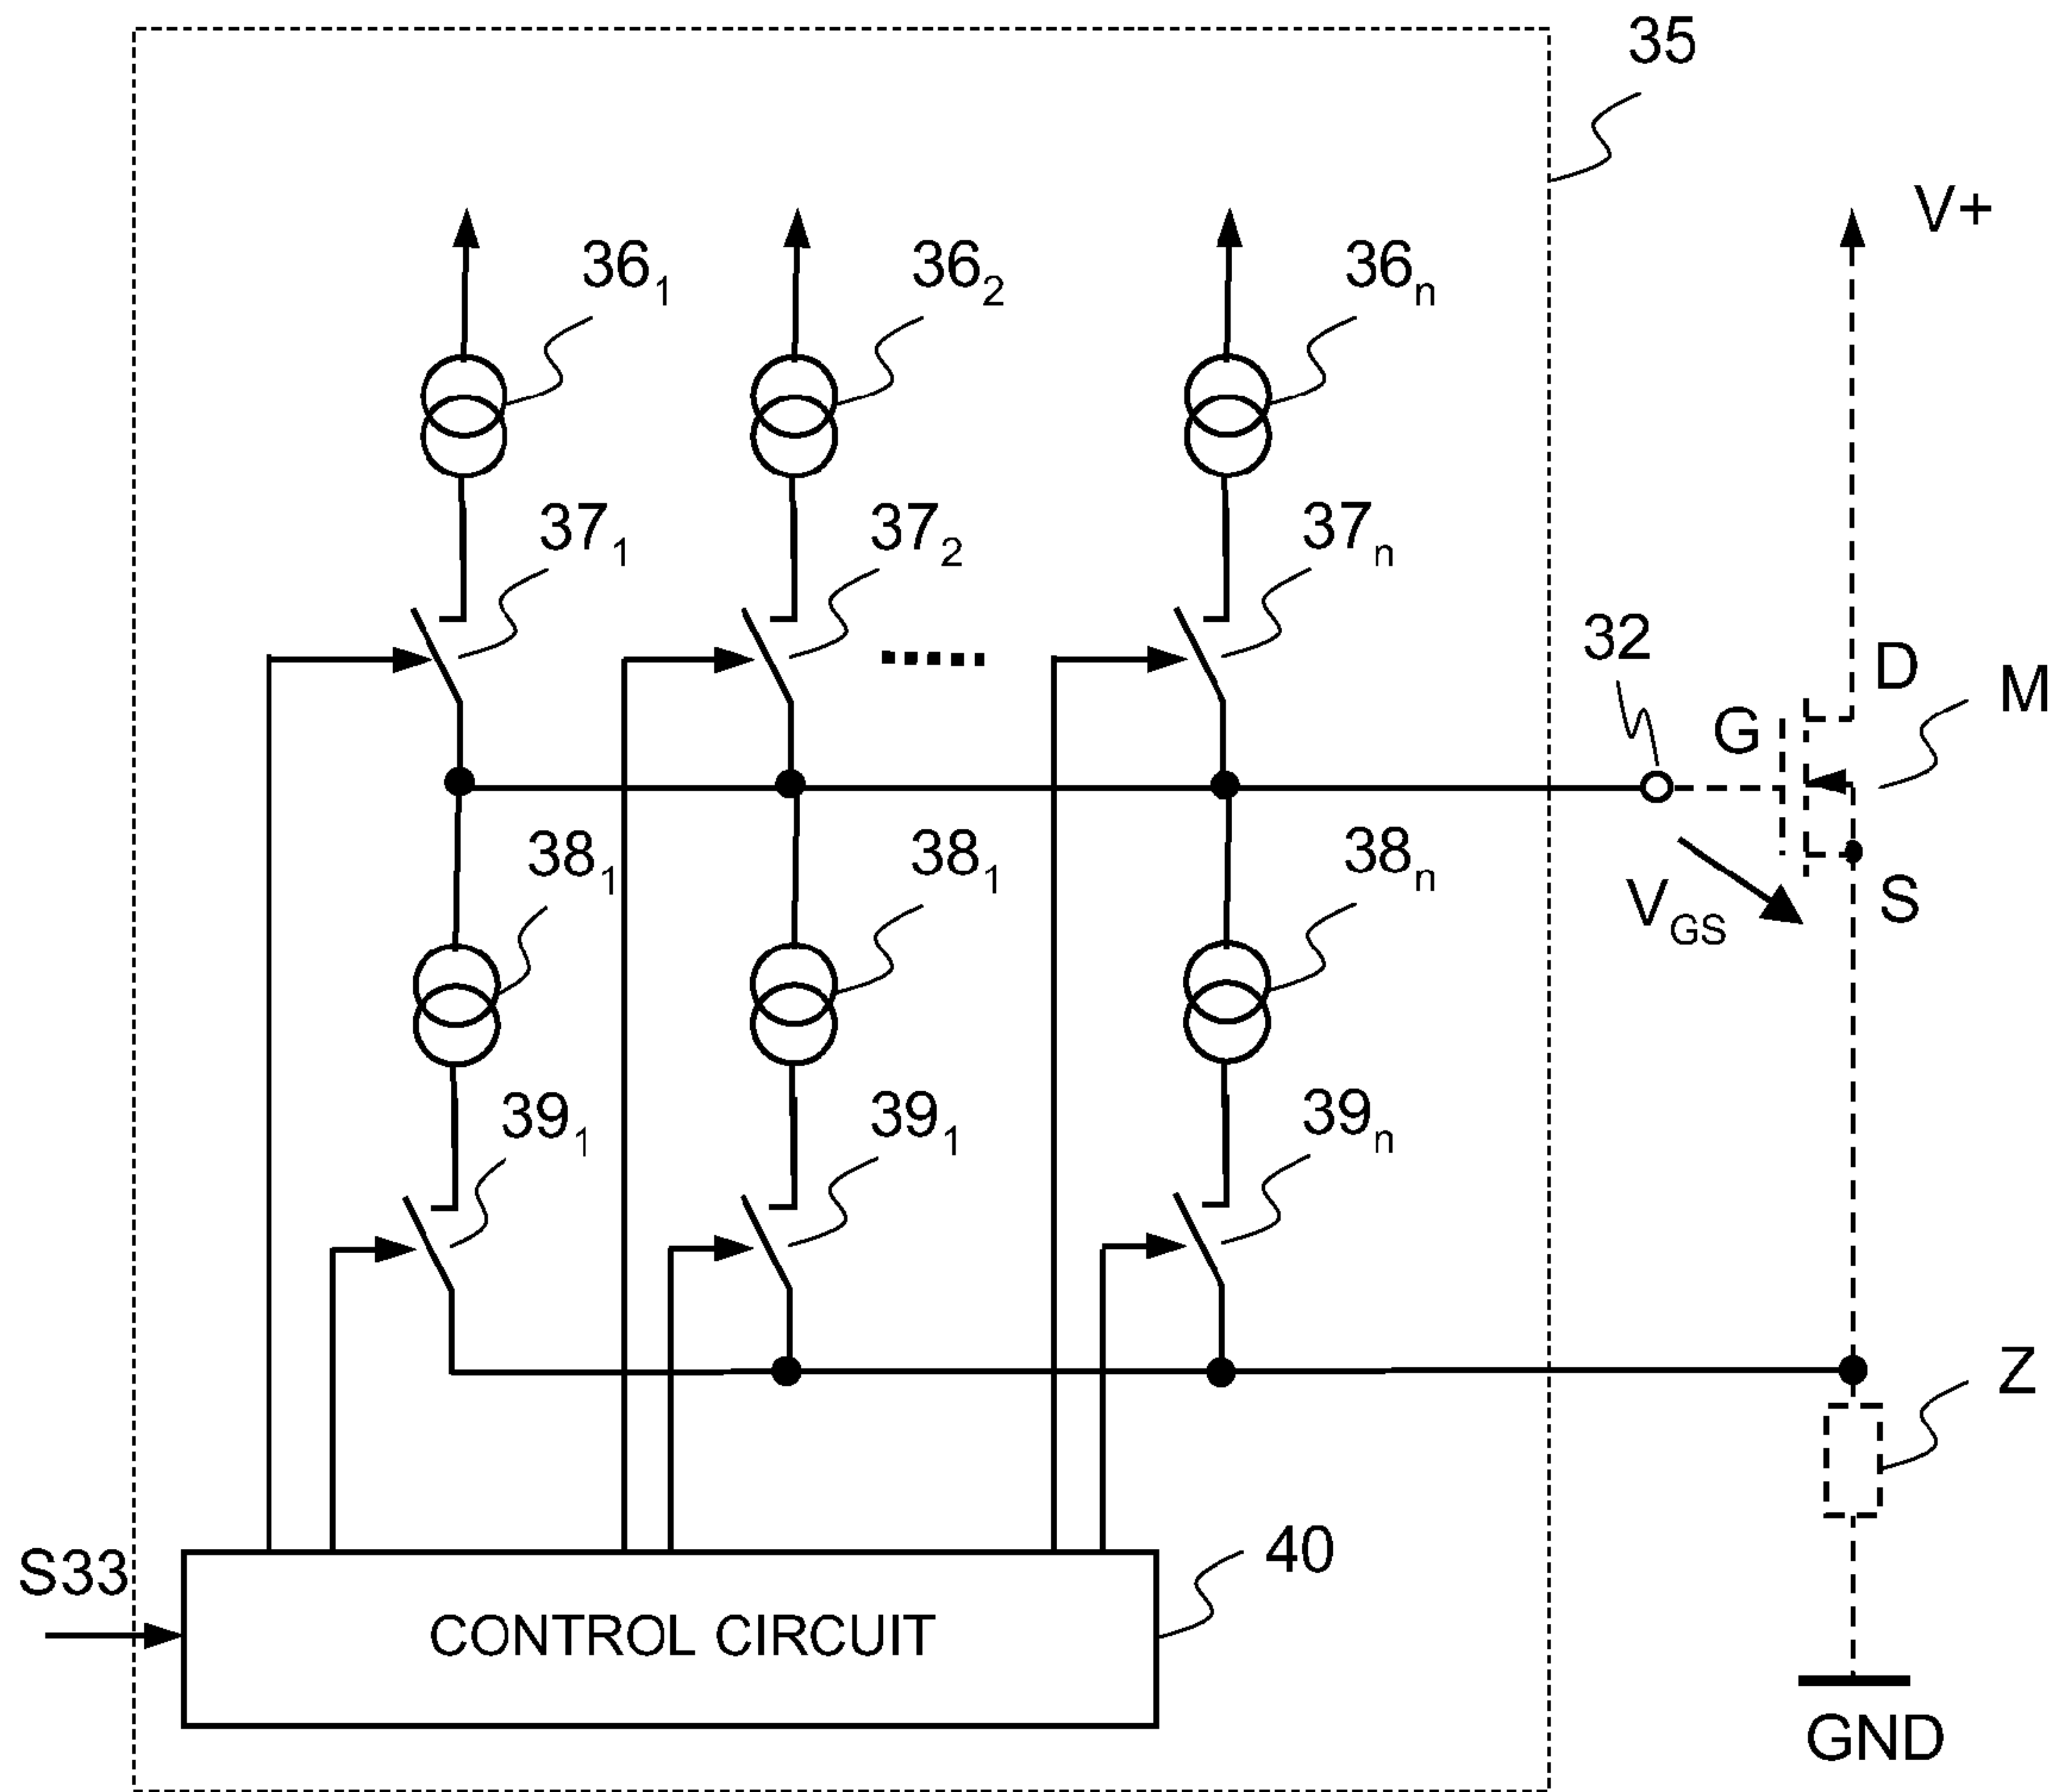 35
V+
36₁
36₂
36ₙ
37₁
37₂
37ₙ
32
D
M
G
38₁
38₁
38ₙ
V_GS
S
39₁
39₁
39ₙ
Z
S33
40
CONTROL CIRCUIT
GND